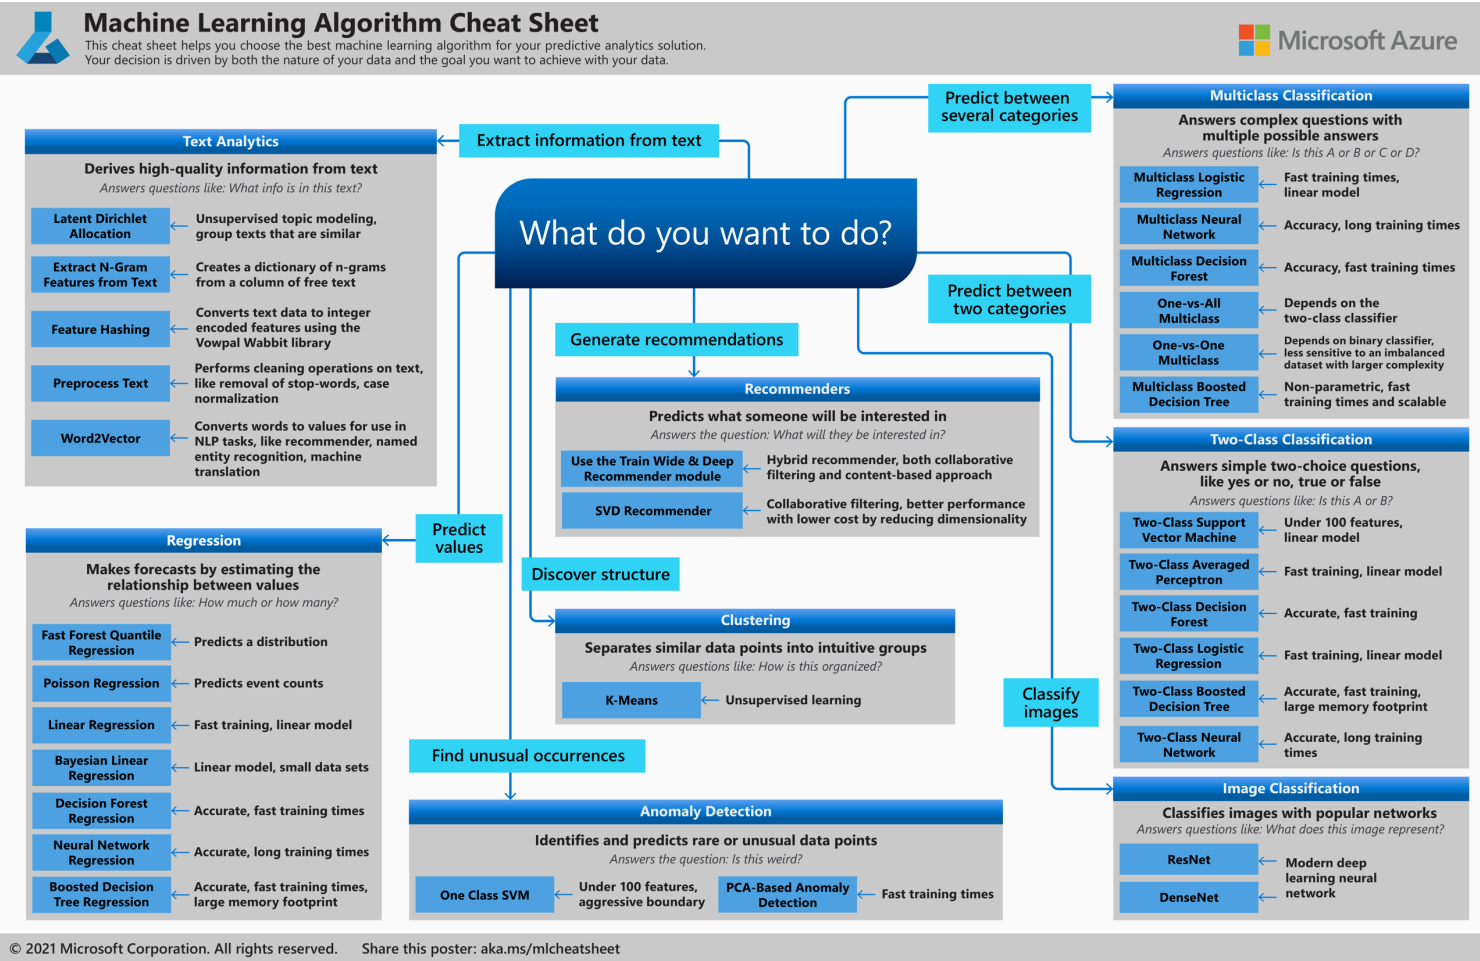 Machine Learning Algorithm Cheat Sheet
This cheat sheet helps you choose the best machine learning algorithm for your predictive analytics solution.
Your decision is driven by both the nature of your data and the goal you want to achieve with your data.
Microsoft Azure
What do you want to do?
Extract information from text
Text Analytics
Derives high-quality information from text
Answers questions like: What info is in this text?
Latent Dirichlet
Allocation
Unsupervised topic modeling,
group texts that are similar
Extract N-Gram
Features from Text
Creates a dictionary of n-grams
from a column of free text
Feature Hashing
Converts text data to integer
encoded features using the
Vowpal Wabbit library
Preprocess Text
Performs cleaning operations on text,
like removal of stop-words, case
normalization
Word2Vector
Converts words to values for use in
NLP tasks, like recommender, named
entity recognition, machine
translation
Predict
values
Regression
Makes forecasts by estimating the
relationship between values
Answers questions like: How much or how many?
Fast Forest Quantile
Regression
Predicts a distribution
Poisson Regression
Predicts event counts
Linear Regression
Fast training, linear model
Bayesian Linear
Regression
Linear model, small data sets
Decision Forest
Regression
Accurate, fast training times
Neural Network
Regression
Accurate, long training times
Boosted Decision
Tree Regression
Accurate, fast training times,
large memory footprint
Generate recommendations
Recommenders
Predicts what someone will be interested in
Answers the question: What will they be interested in?
Use the Train Wide & Deep
Recommender module
Hybrid recommender, both collaborative
filtering and content-based approach
SVD Recommender
Collaborative filtering, better performance
with lower cost by reducing dimensionality
Discover structure
Clustering
Separates similar data points into intuitive groups
Answers questions like: How is this organized?
K-Means
Unsupervised learning
Find unusual occurrences
Anomaly Detection
Identifies and predicts rare or unusual data points
Answers the question: Is this weird?
One Class SVM
Under 100 features,
aggressive boundary
PCA-Based Anomaly
Detection
Fast training times
Predict between
several categories
Multiclass Classification
Answers complex questions with
multiple possible answers
Answers questions like: Is this A or B or C or D?
Multiclass Logistic
Regression
Fast training times,
linear model
Multiclass Neural
Network
Accuracy, long training times
Multiclass Decision
Forest
Accuracy, fast training times
One-vs-All
Multiclass
Depends on the
two-class classifier
One-vs-One
Multiclass
Depends on binary classifier,
less sensitive to an imbalanced
dataset with larger complexity
Multiclass Boosted
Decision Tree
Non-parametric, fast
training times and scalable
Predict between
two categories
Two-Class Classification
Answers simple two-choice questions,
like yes or no, true or false
Answers questions like: Is this A or B?
Two-Class Support
Vector Machine
Under 100 features,
linear model
Two-Class Averaged
Perceptron
Fast training, linear model
Two-Class Decision
Forest
Accurate, fast training
Two-Class Logistic
Regression
Fast training, linear model
Two-Class Boosted
Decision Tree
Accurate, fast training,
large memory footprint
Two-Class Neural
Network
Accurate, long training
times
Classify
images
Image Classification
Classifies images with popular networks
Answers questions like: What does this image represent?
ResNet
DenseNet
Modern deep
learning neural
network
© 2021 Microsoft Corporation. All rights reserved.
Share this poster: aka.ms/mlcheatsheet